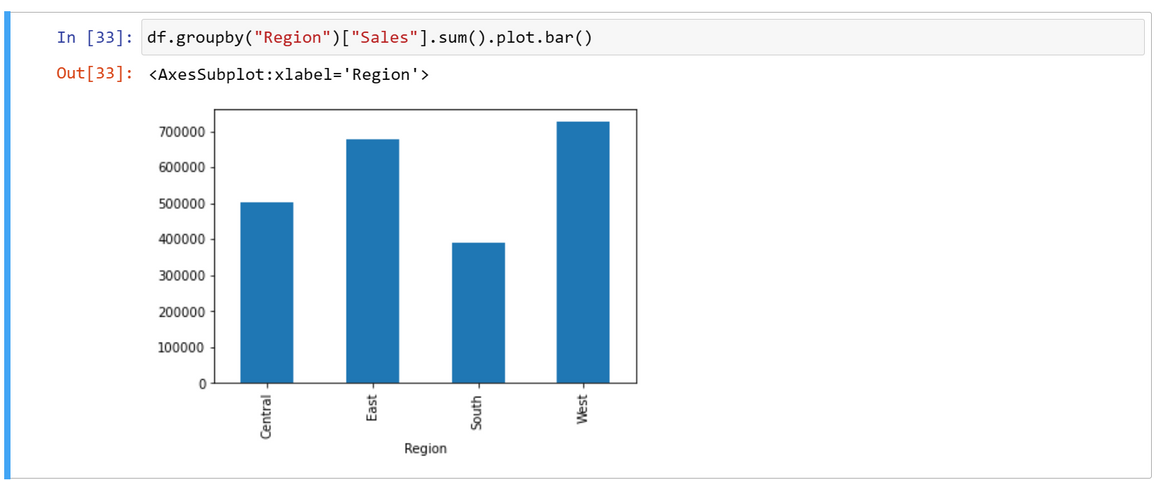 In [33]: df.groupby("Region")["Sales"].sum().plot.bar()
Out[33]: <AxesSubplot:xlabel='Region'>
700000
600000
500000
400000
300000
200000
100000
0
Central East South West
Region